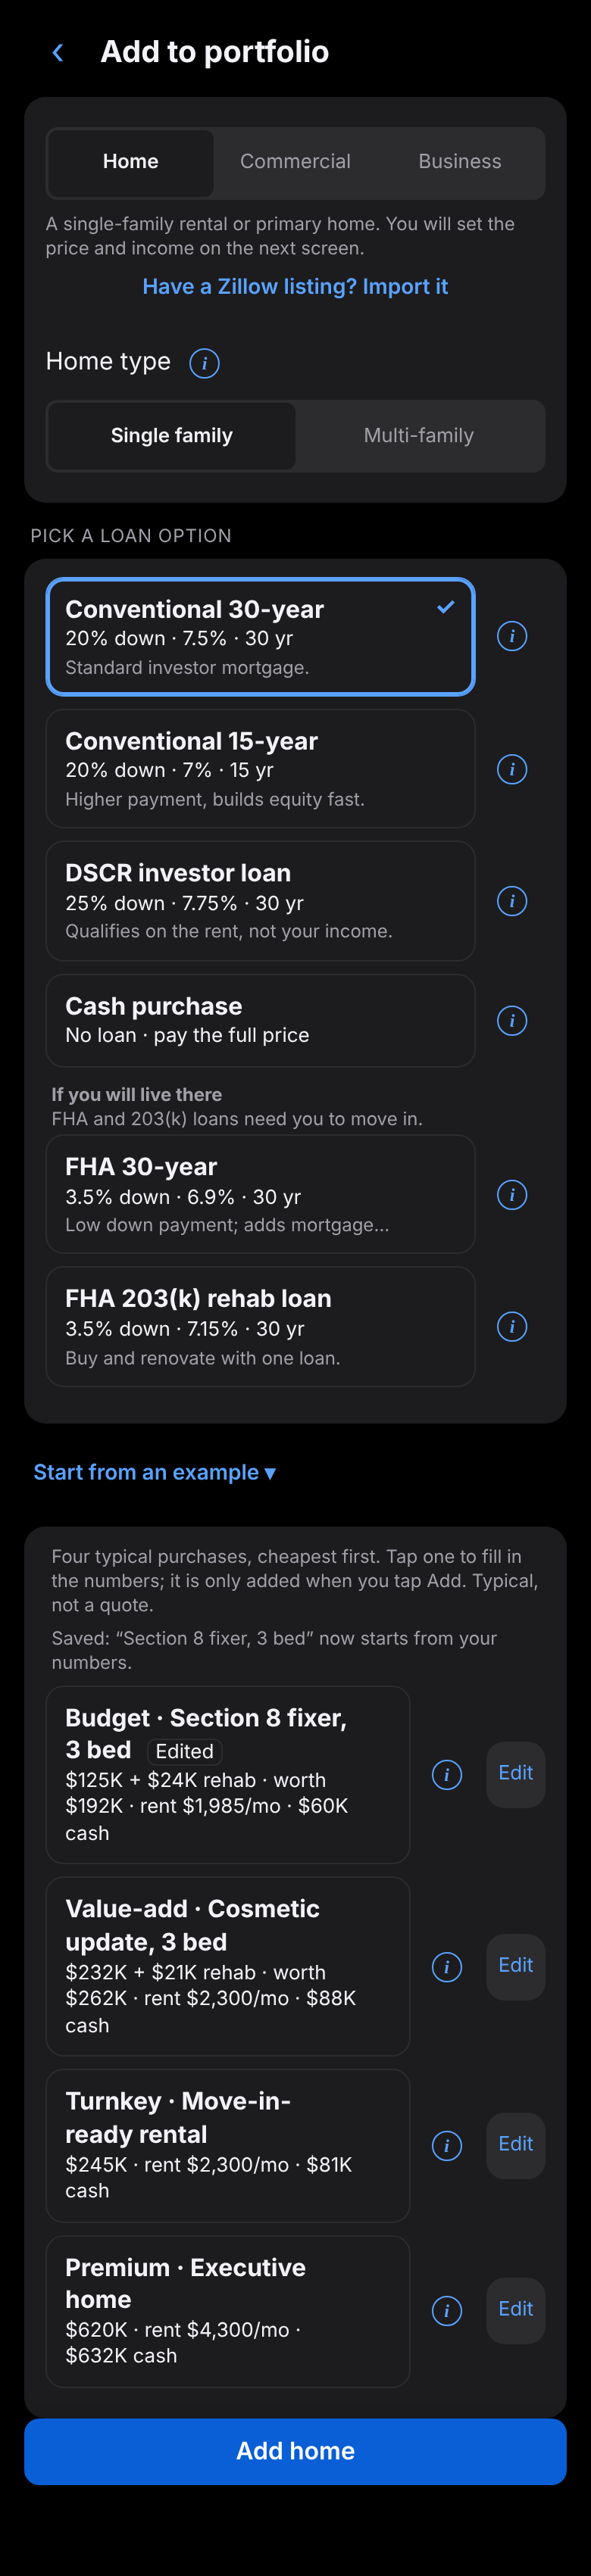 Add to portfolio
Home
Commercial
Business
A single-family rental or primary home. You will set the
price and income on the next screen.
Have a Zillow listing? Import it
Home type
i
Single family
Multi-family
PICK A LOAN OPTION
Conventional 30-year
20% down · 7.5% · 30 yr
Standard investor mortgage.
i
Conventional 15-year
20% down · 7% · 15 yr
Higher payment, builds equity fast.
i
DSCR investor loan
25% down · 7.75% · 30 yr
Qualifies on the rent, not your income.
i
Cash purchase
No loan · pay the full price
i
If you will live there
FHA and 203(k) loans need you to move in.
FHA 30-year
3.5% down · 6.9% · 30 yr
Low down payment; adds mortgage...
i
FHA 203(k) rehab loan
3.5% down · 7.15% · 30 yr
Buy and renovate with one loan.
i
Start from an example ▾
Four typical purchases, cheapest first. Tap one to fill in
the numbers; it is only added when you tap Add. Typical,
not a quote.
Saved: “Section 8 fixer, 3 bed” now starts from your
numbers.
Budget · Section 8 fixer,
3 bed Edited
$125K + $24K rehab · worth
$192K · rent $1,985/mo · $60K
cash
i
Edit
Value-add · Cosmetic
update, 3 bed
$232K + $21K rehab · worth
$262K · rent $2,300/mo · $88K
cash
i
Edit
Turnkey · Move-in-
ready rental
$245K · rent $2,300/mo · $81K
cash
i
Edit
Premium · Executive
home
$620K · rent $4,300/mo ·
$632K cash
i
Edit
Add home